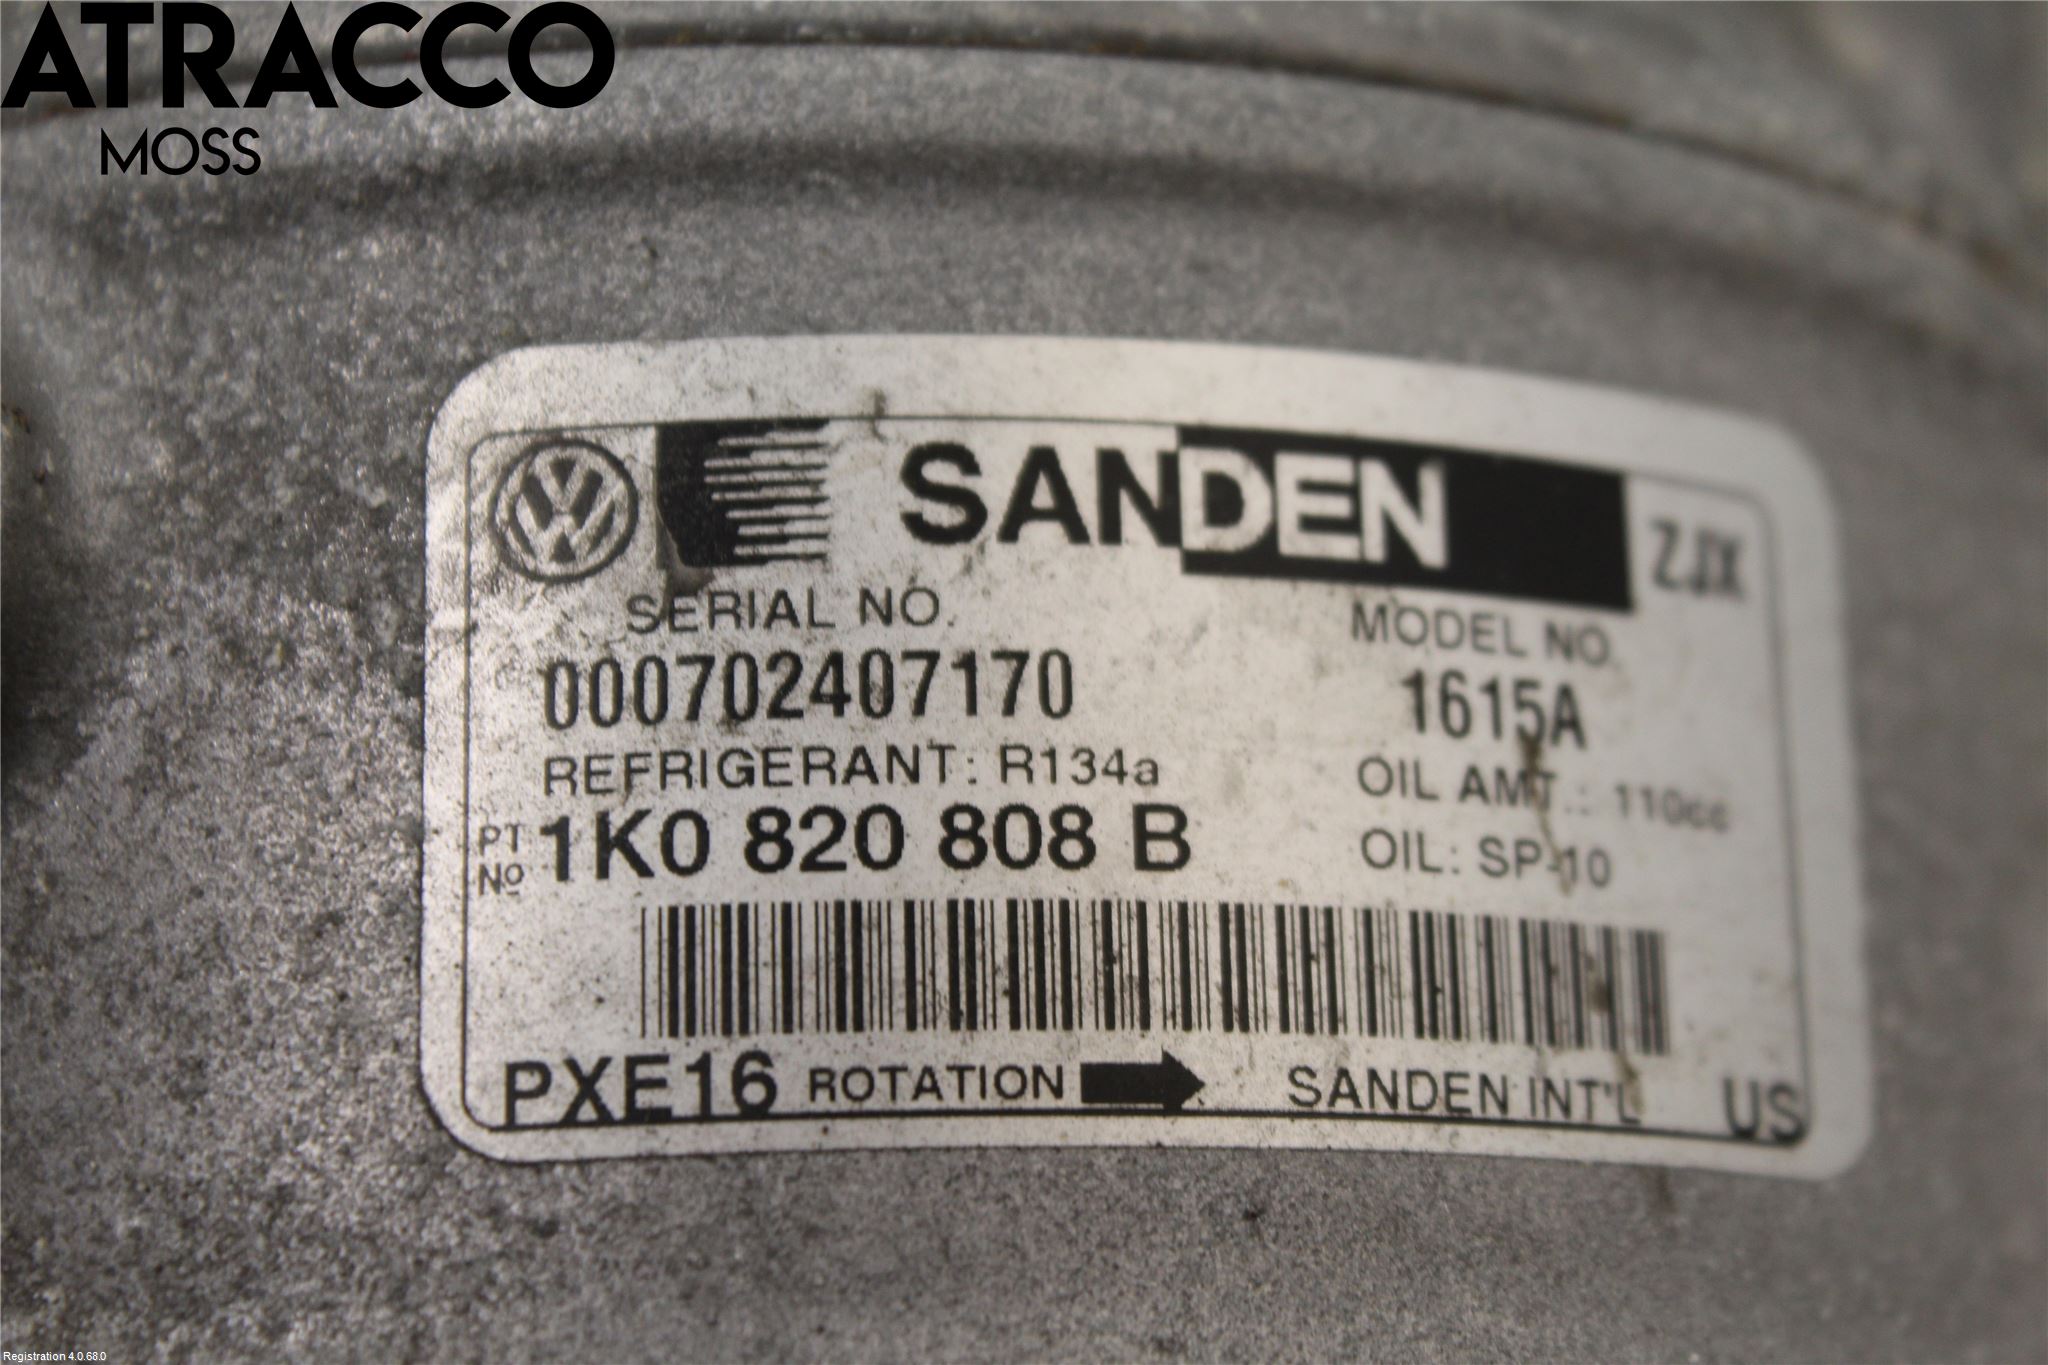 ATRACCO
MOSS
SANDEN ZJX
SERIAL NO. MODEL NO.
000702407170 1615A
REFRIGERANT: R134a OIL AMT.: 110cc
PT NO 1K0 820 808 B OIL: SP-10
PXE16 ROTATION SANDEN INT'L US
Registration 4.0.68.0